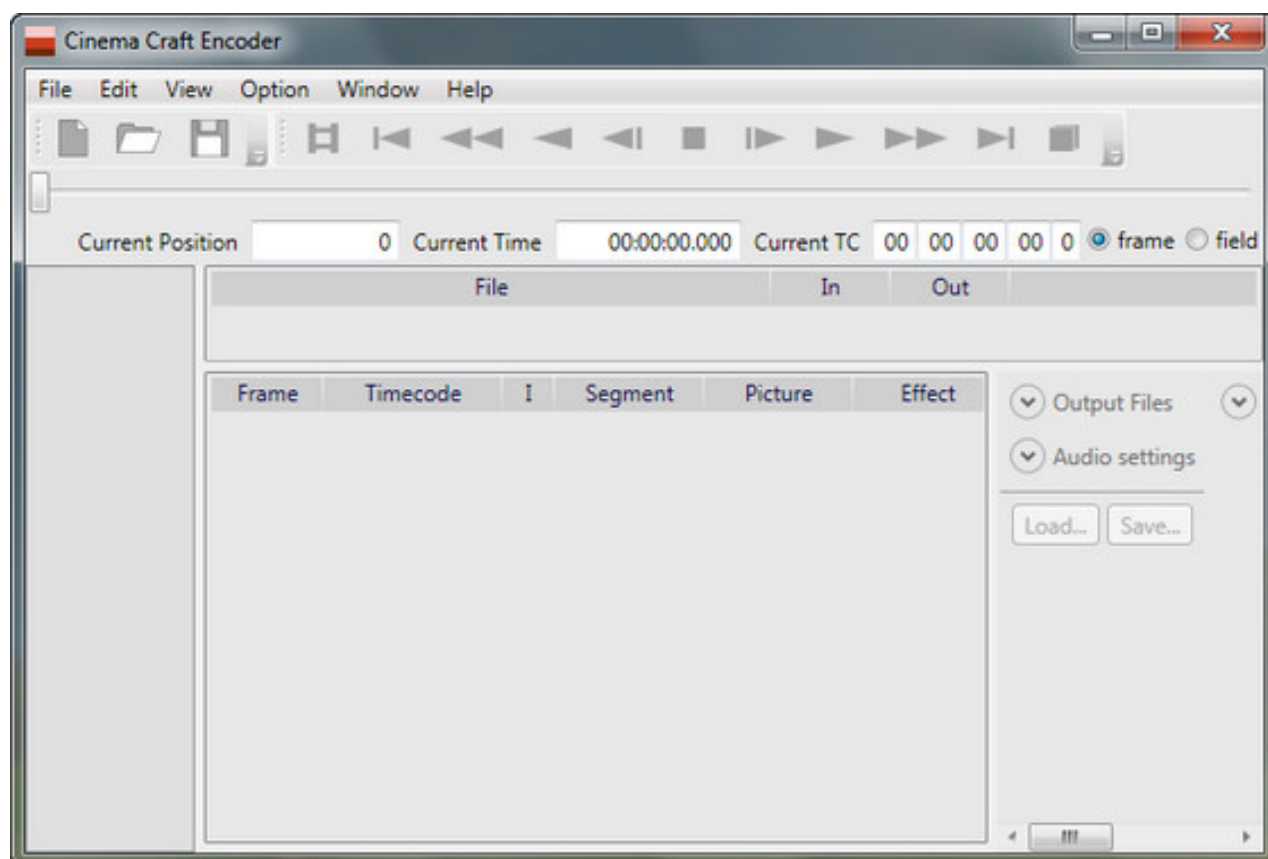 Cinema Craft Encoder
File Edit View Option Window Help
Current Position 0 Current Time 00:00:00.000 Current TC 00 00 00 00 0 frame field
File In Out
Frame Timecode I Segment Picture Effect
Output Files
Audio settings
Load... Save...